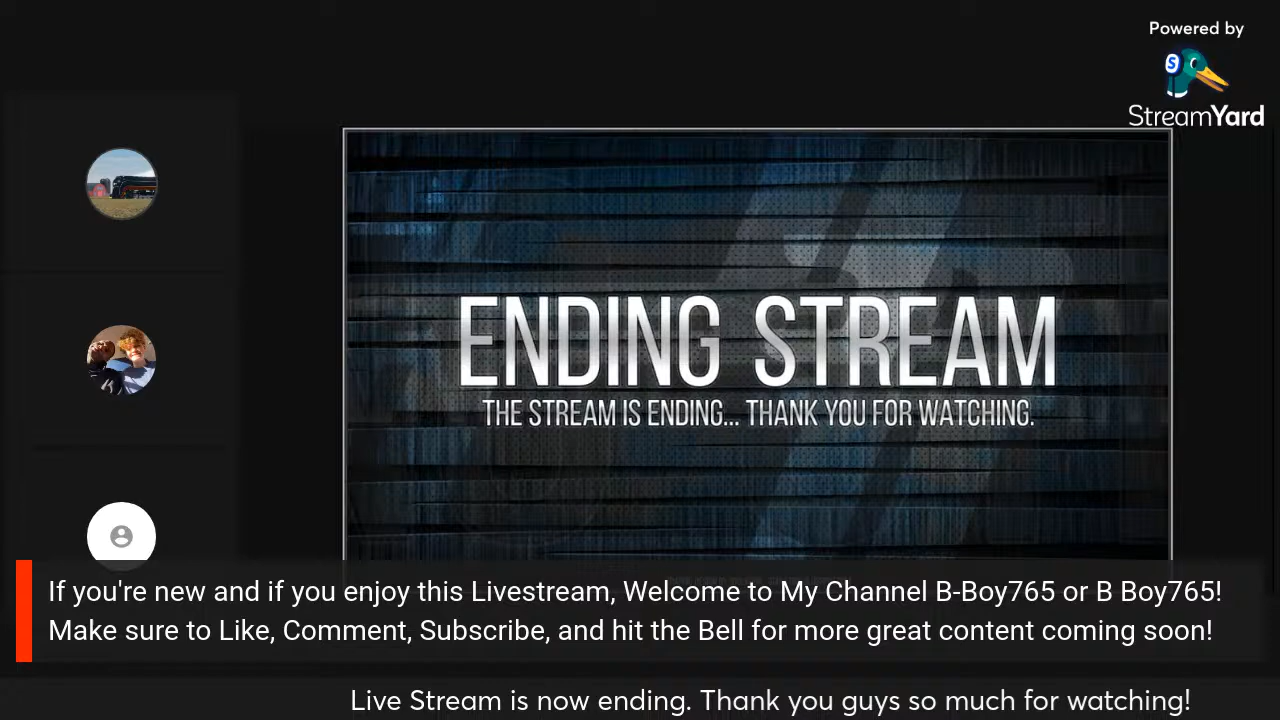 Powered by
StreamYard
ENDING STREAM
THE STREAM IS ENDING... THANK YOU FOR WATCHING.
If you're new and if you enjoy this Livestream, Welcome to My Channel B-Boy765 or B Boy765!
Make sure to Like, Comment, Subscribe, and hit the Bell for more great content coming soon!
Live Stream is now ending. Thank you guys so much for watching!